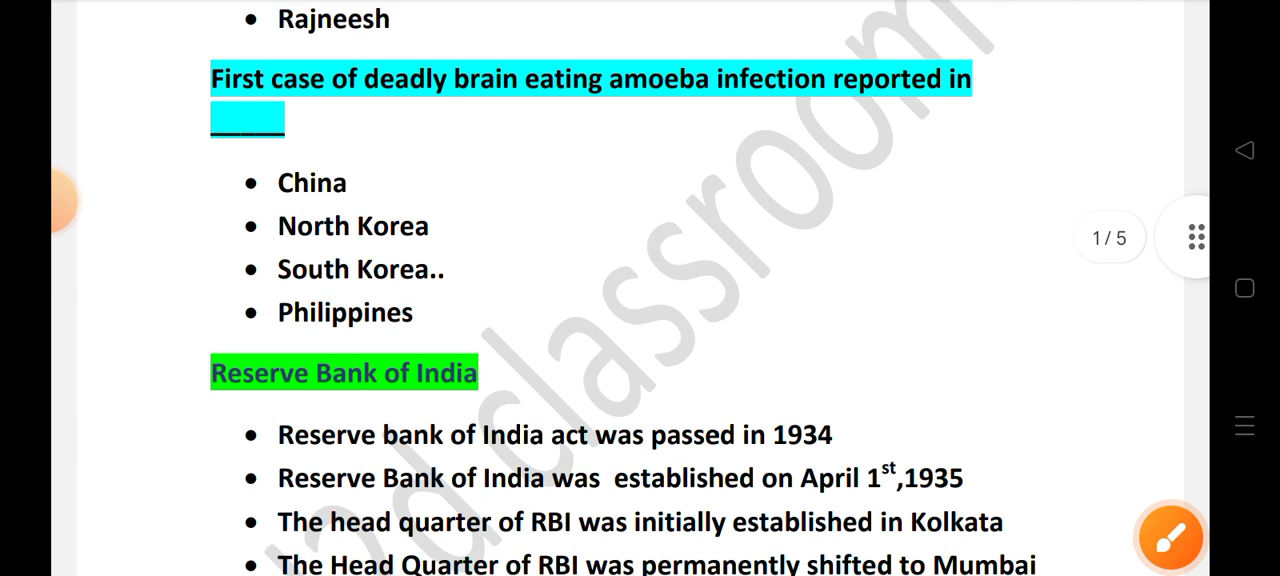 • Rajneesh
First case of deadly brain eating amoeba infection reported in
_____
• China
• North Korea
• South Korea..
• Philippines
1 / 5
Reserve Bank of India
• Reserve bank of India act was passed in 1934
• Reserve Bank of India was established on April 1st,1935
• The head quarter of RBI was initially established in Kolkata
• The Head Quarter of RBI was permanently shifted to Mumbai
2d classroom